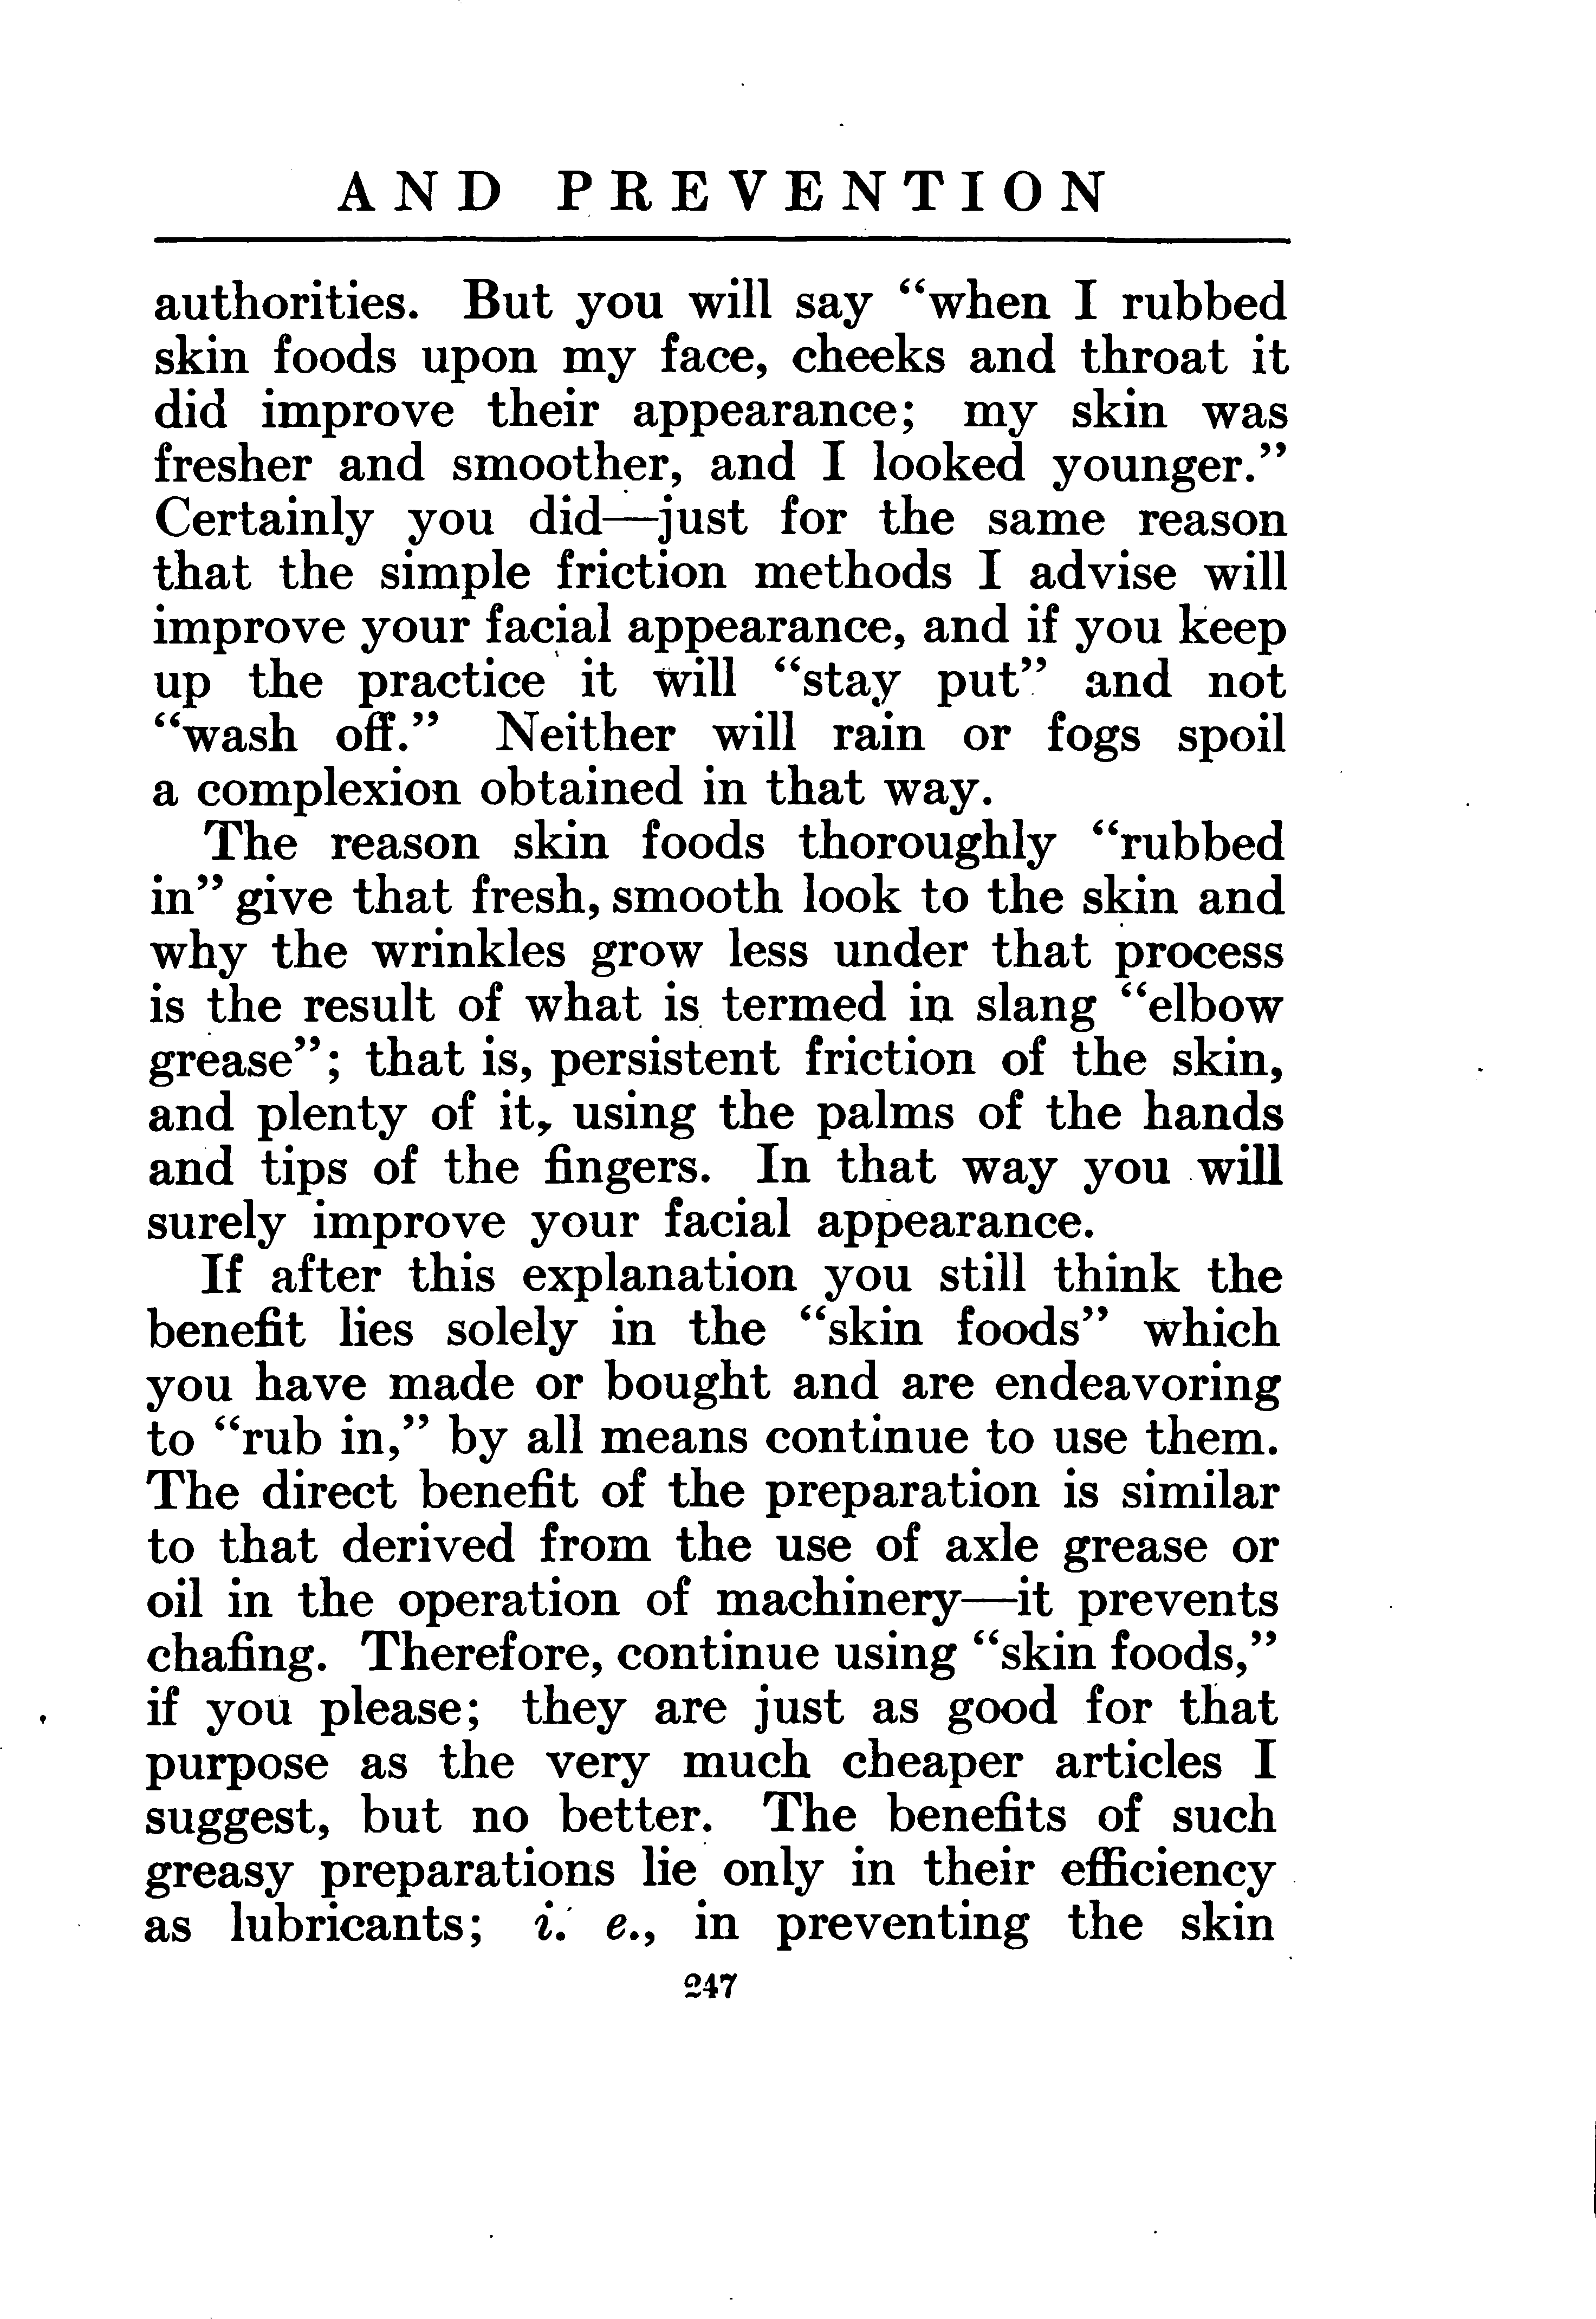 AND PREVENTION
authorities. But you will say “when I rubbed
skin foods upon my face, cheeks and throat it
did improve their appearance; my skin was
fresher and smoother, and I looked younger.”
Certainly you did—just for the same reason
that the simple friction methods I advise will
improve your facial appearance, and if you keep
up the practice it will “stay put” and not
“wash off.” Neither will rain or fogs spoil
a complexion obtained in that way.
The reason skin foods thoroughly “rubbed
in” give that fresh, smooth look to the skin and
why the wrinkles grow less under that process
is the result of what is termed in slang “elbow
grease”; that is, persistent friction of the skin,
and plenty of it, using the palms of the hands
and tips of the fingers. In that way you will
surely improve your facial appearance.
If after this explanation you still think the
benefit lies solely in the “skin foods” which
you have made or bought and are endeavoring
to “rub in,” by all means continue to use them.
The direct benefit of the preparation is similar
to that derived from the use of axle grease or
oil in the operation of machinery—it prevents
chafing. Therefore, continue using “skin foods,”
if you please; they are just as good for that
purpose as the very much cheaper articles I
suggest, but no better. The benefits of such
greasy preparations lie only in their efficiency
as lubricants; i. e., in preventing the skin
247